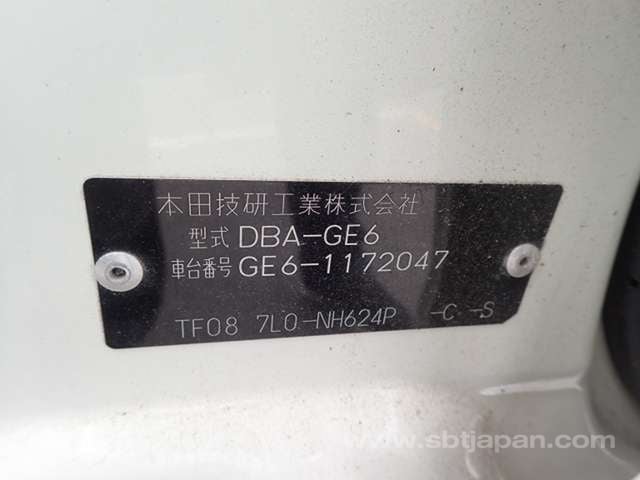 本田技研工業株式会社
型式 DBA-GE6
車台番号 GE6-1172047
TF08 7L0-NH624P -C -S
www.sbtjapan.com